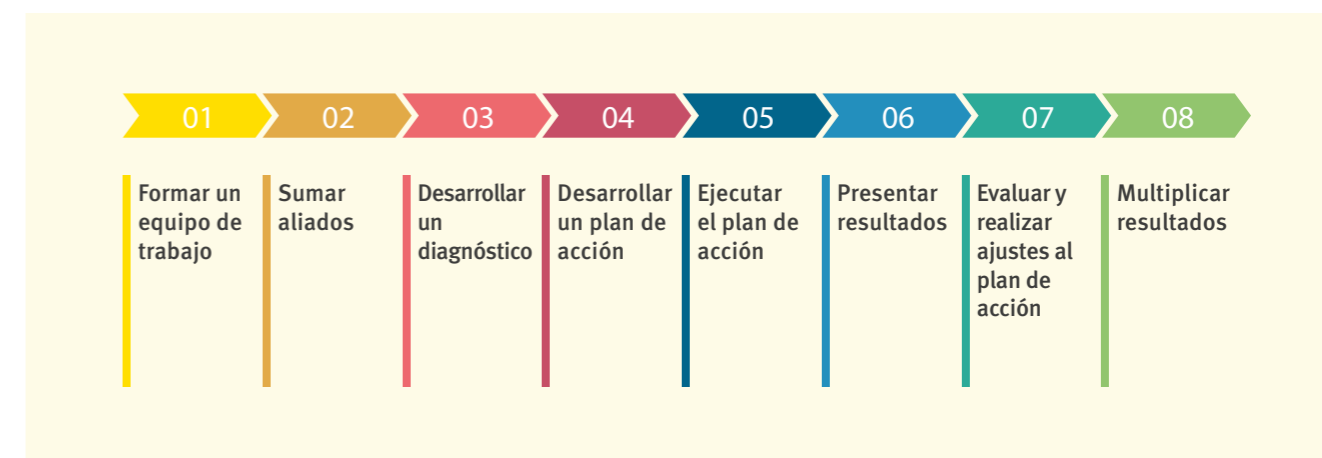 01 02 03 04 05 06 07 08
Formar un
equipo de
trabajo
Sumar
aliados
Desarrollar
un
diagnóstico
Desarrollar
un plan de
acción
Ejecutar
el plan de
acción
Presentar
resultados
Evaluar y
realizar
ajustes al
plan de
acción
Multiplicar
resultados